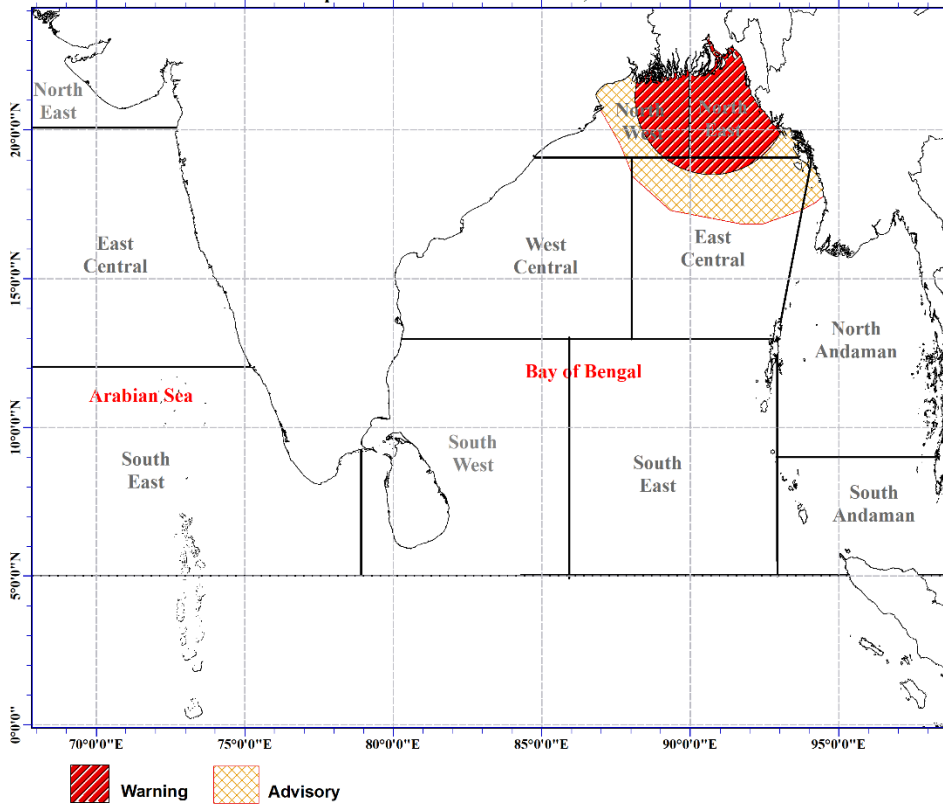 North
East
North
West
North
East
East
Central
West
Central
East
Central
North
Andaman
Bay of Bengal
Arabian Sea
South
East
South
West
South
East
South
Andaman
20°0'0"N
15°0'0"N
10°0'0"N
5°0'0"N
0°0'0"
70°0'0"E
75°0'0"E
80°0'0"E
85°0'0"E
90°0'0"E
95°0'0"E
Warning
Advisory